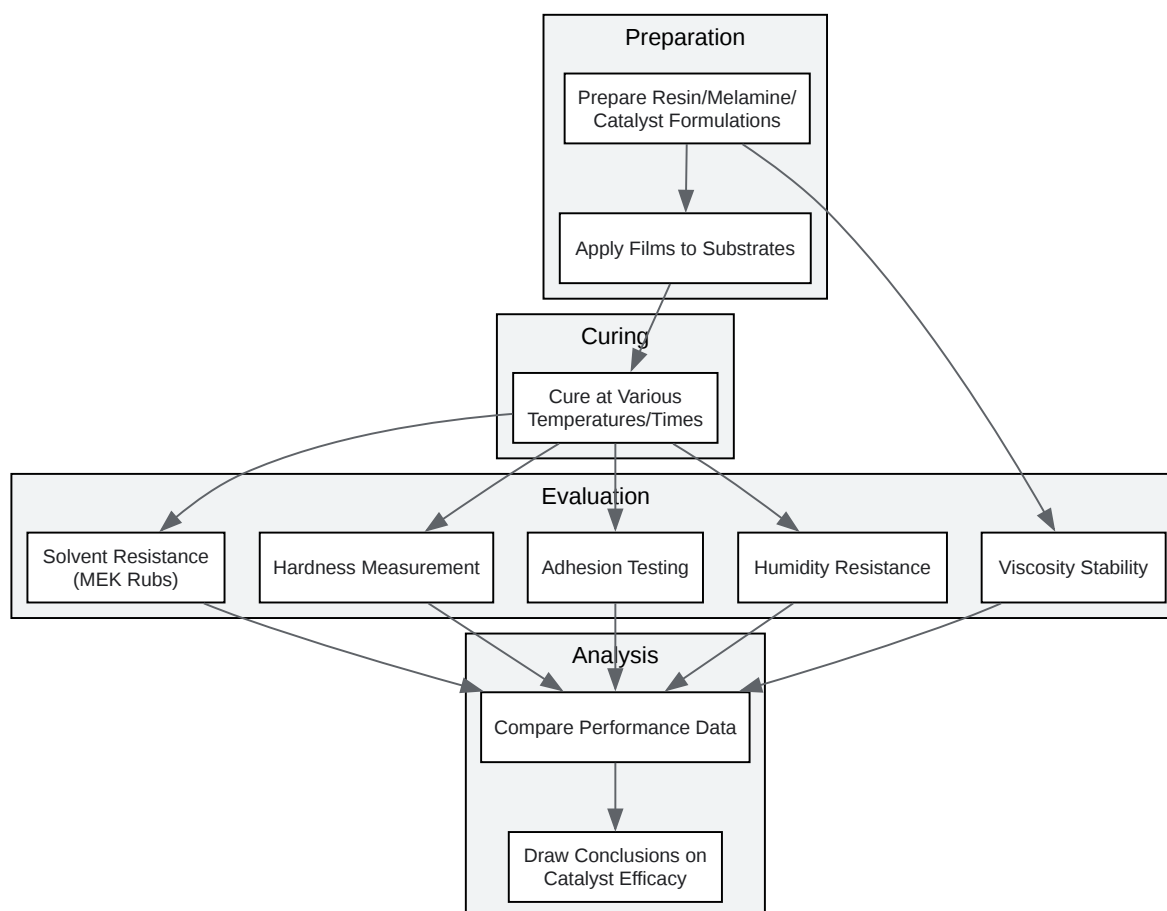 Preparation
Prepare Resin/Melamine/
Catalyst Formulations
Apply Films to Substrates
Curing
Cure at Various
Temperatures/Times
Evaluation
Solvent Resistance
(MEK Rubs)
Hardness Measurement
Adhesion Testing
Humidity Resistance
Viscosity Stability
Analysis
Compare Performance Data
Draw Conclusions on
Catalyst Efficacy